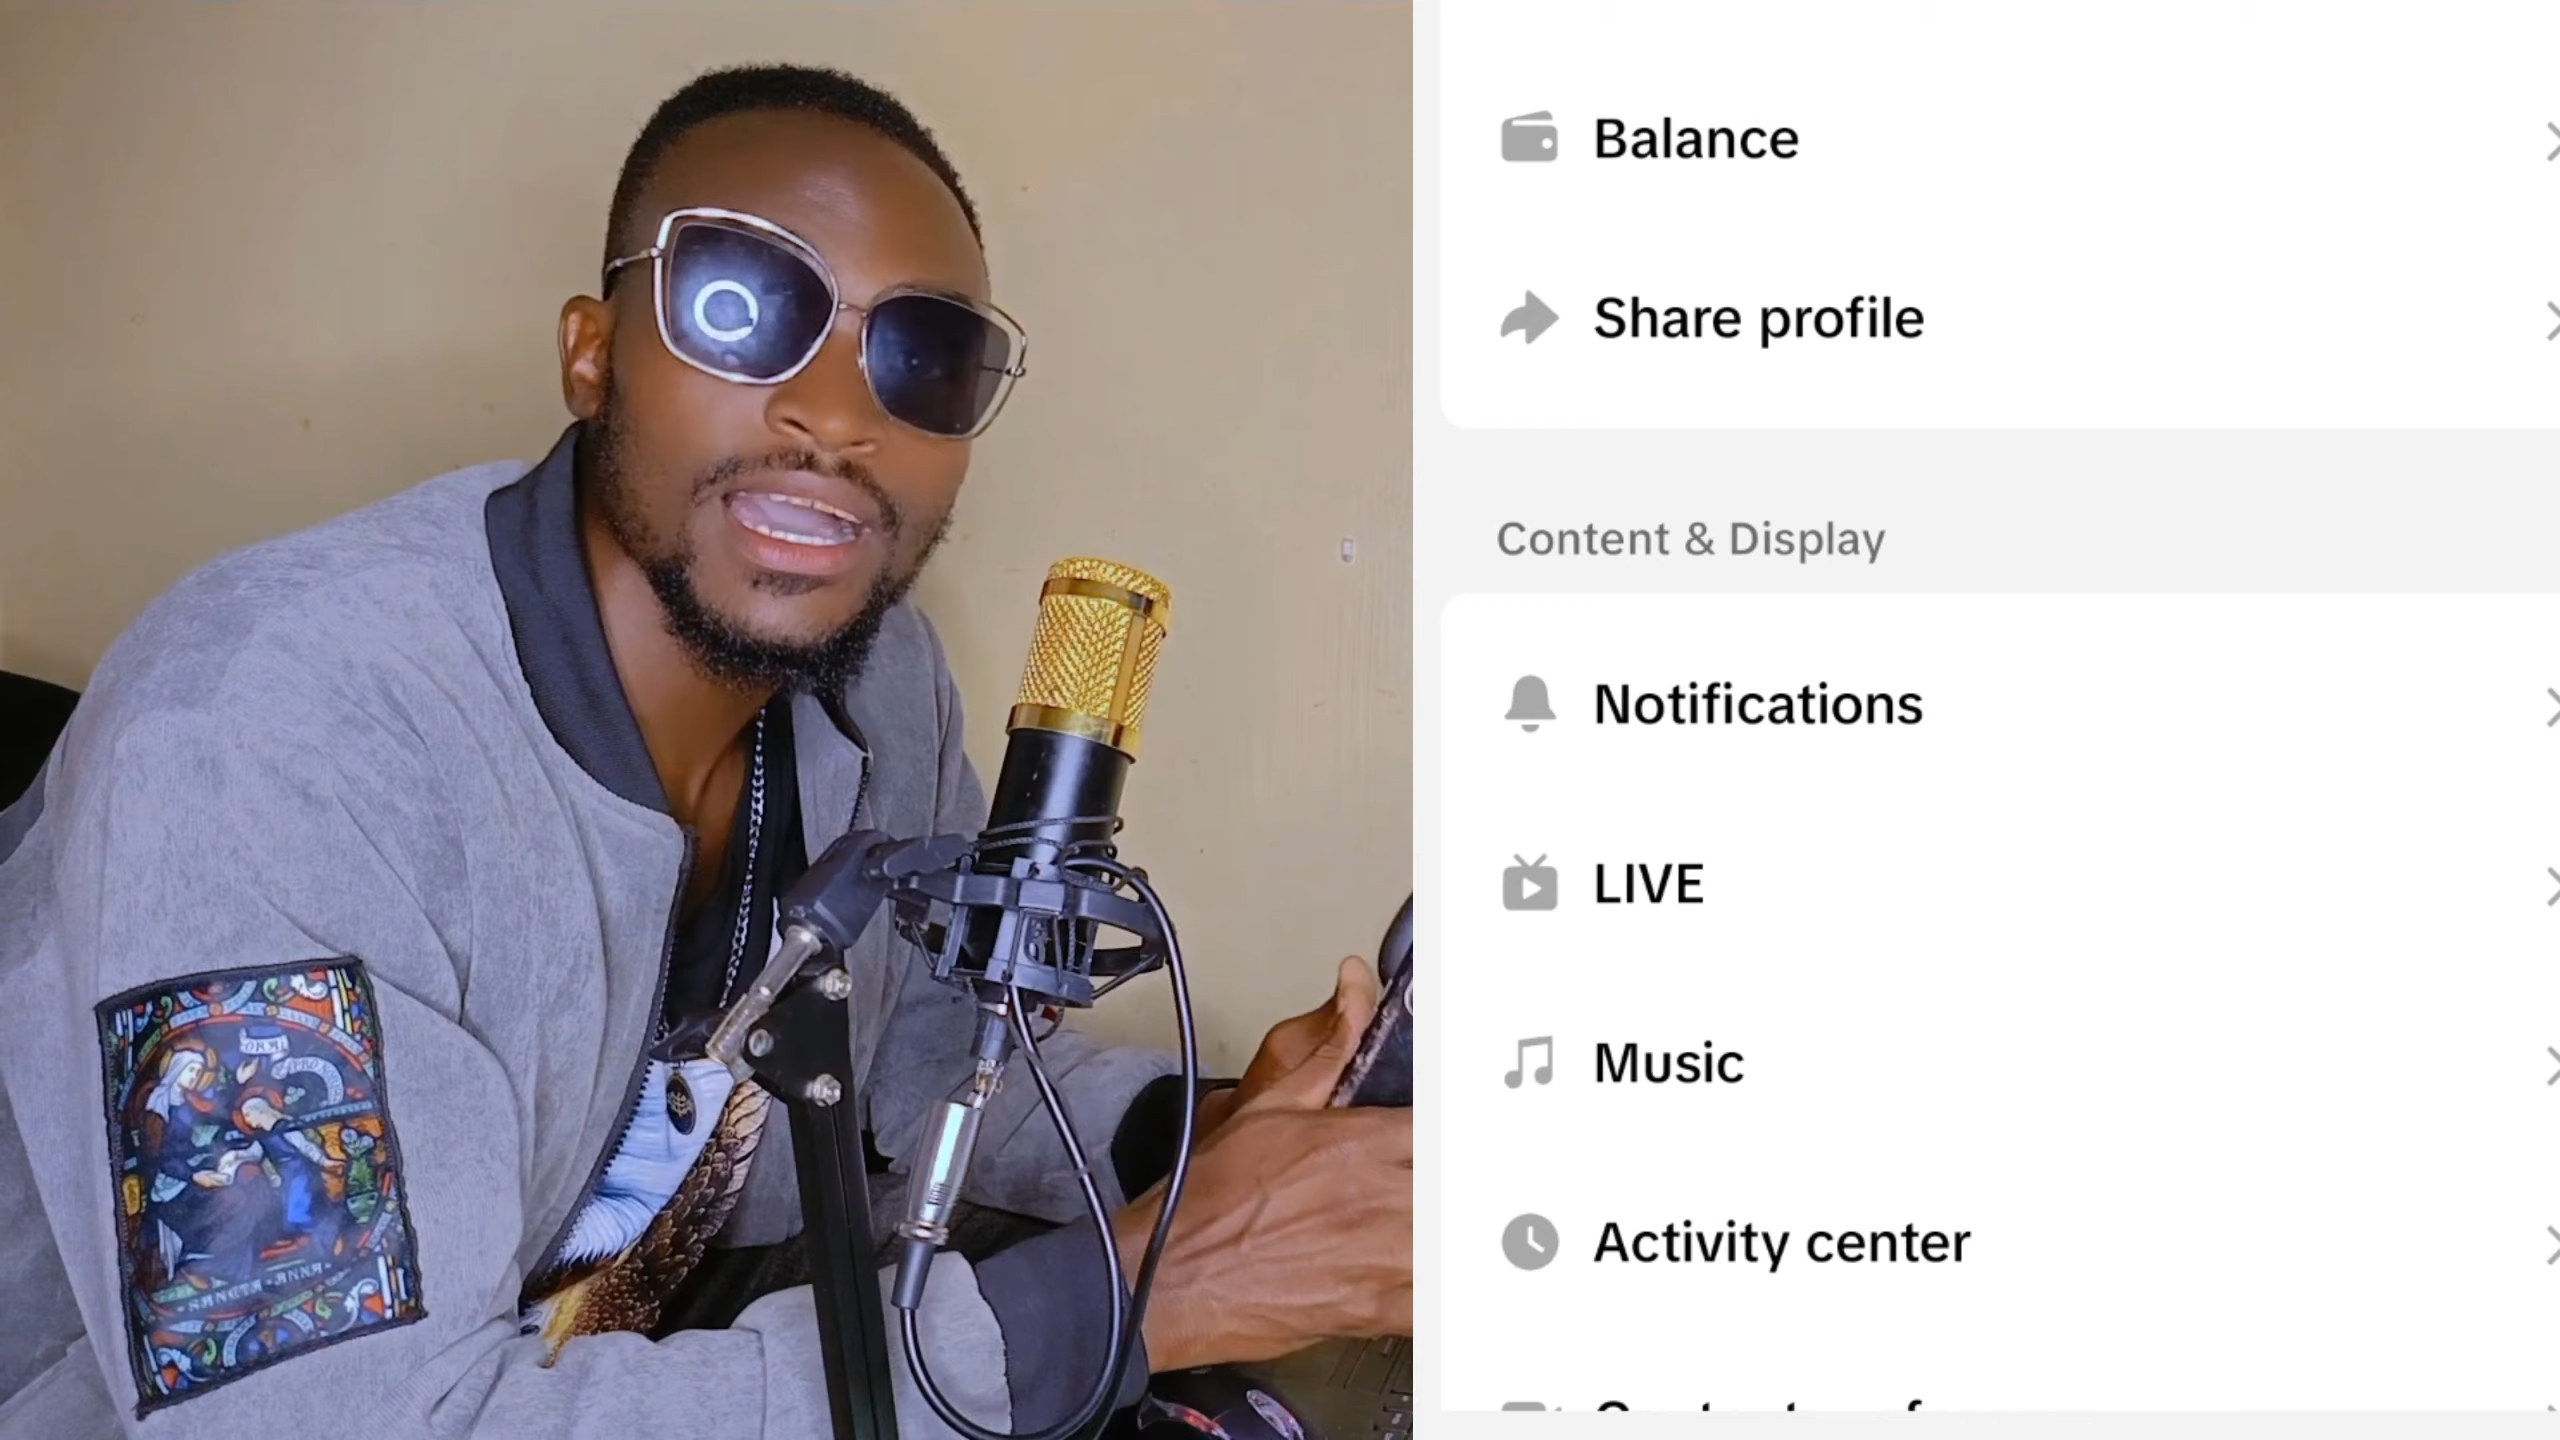 Balance
Share profile
Content & Display
Notifications
LIVE
Music
Activity center